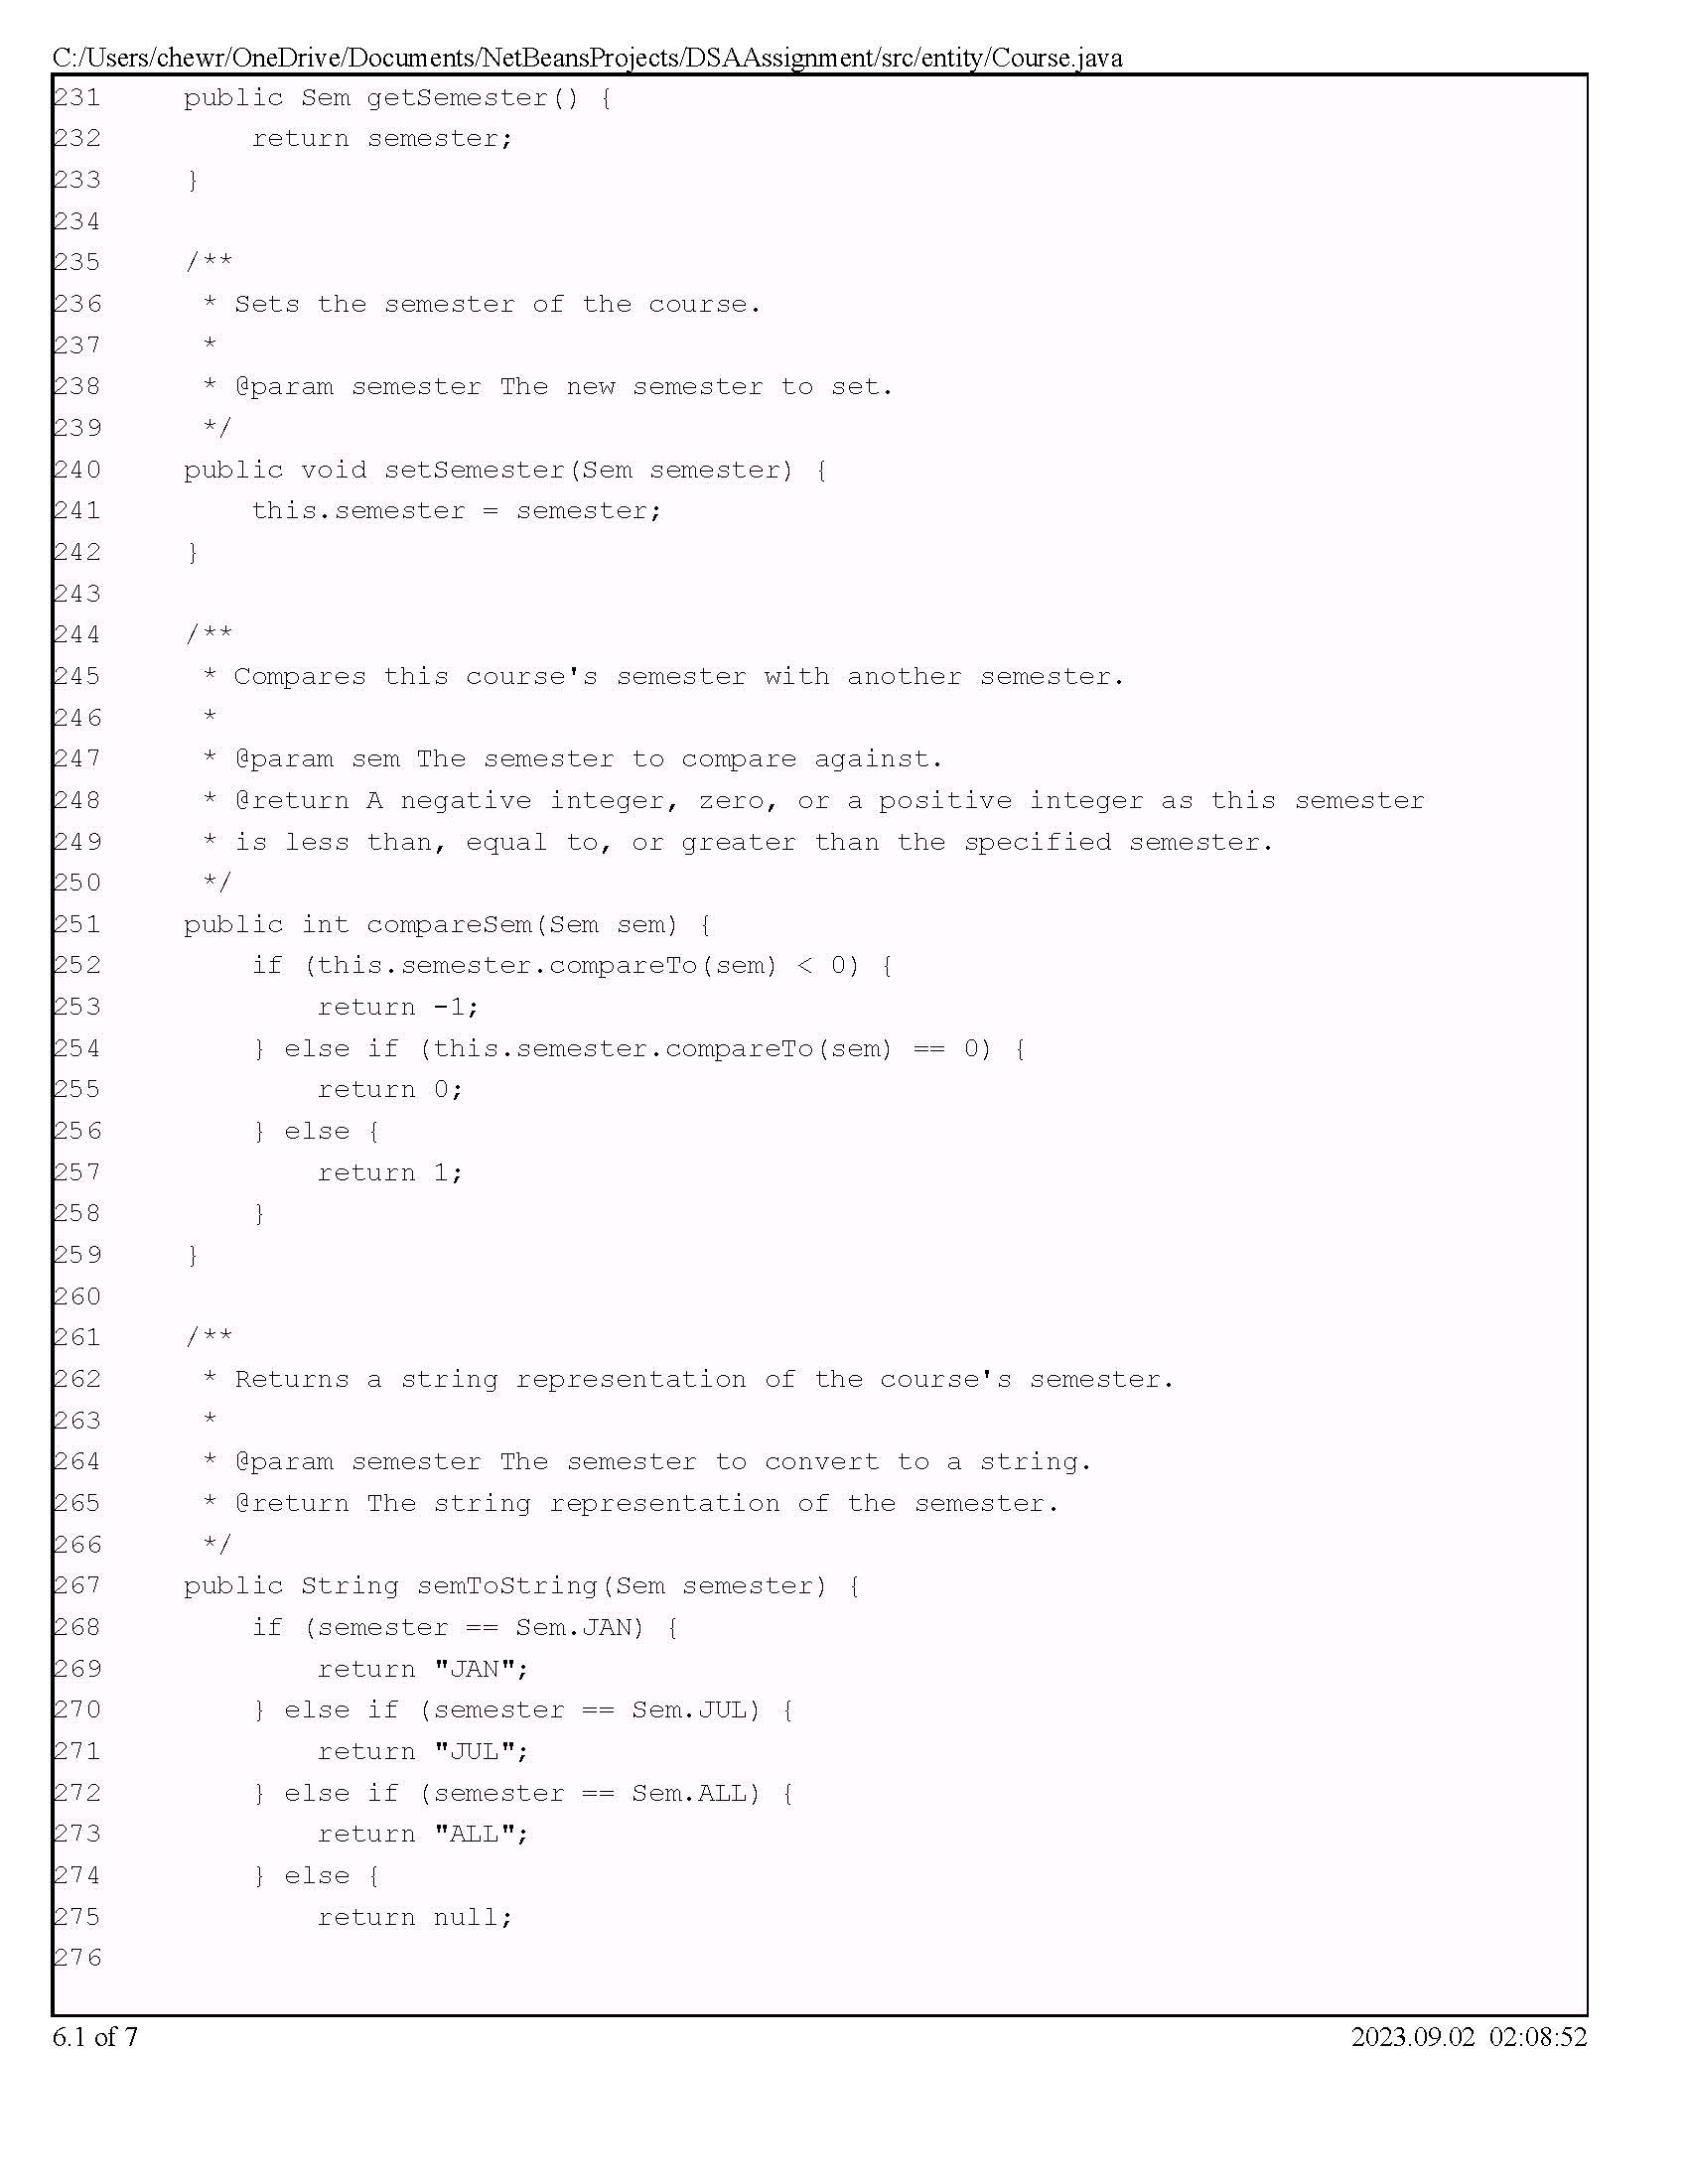 C:/Users/chewr/OneDrive/Documents/NetBeansProjects/DSAAssignment/src/entity/Course.java
231     public Sem getSemester() {
232         return semester;
233     }
234
235     /**
236      * Sets the semester of the course.
237      *
238      * @param semester The new semester to set.
239      */
240     public void setSemester(Sem semester) {
241         this.semester = semester;
242     }
243
244     /**
245      * Compares this course's semester with another semester.
246      *
247      * @param sem The semester to compare against.
248      * @return A negative integer, zero, or a positive integer as this semester
249      * is less than, equal to, or greater than the specified semester.
250      */
251     public int compareSem(Sem sem) {
252         if (this.semester.compareTo(sem) < 0) {
253             return -1;
254         } else if (this.semester.compareTo(sem) == 0) {
255             return 0;
256         } else {
257             return 1;
258         }
259     }
260
261     /**
262      * Returns a string representation of the course's semester.
263      *
264      * @param semester The semester to convert to a string.
265      * @return The string representation of the semester.
266      */
267     public String semToString(Sem semester) {
268         if (semester == Sem.JAN) {
269             return "JAN";
270         } else if (semester == Sem.JUL) {
271             return "JUL";
272         } else if (semester == Sem.ALL) {
273             return "ALL";
274         } else {
275             return null;
276
6.1 of 7
2023.09.02 02:08:52